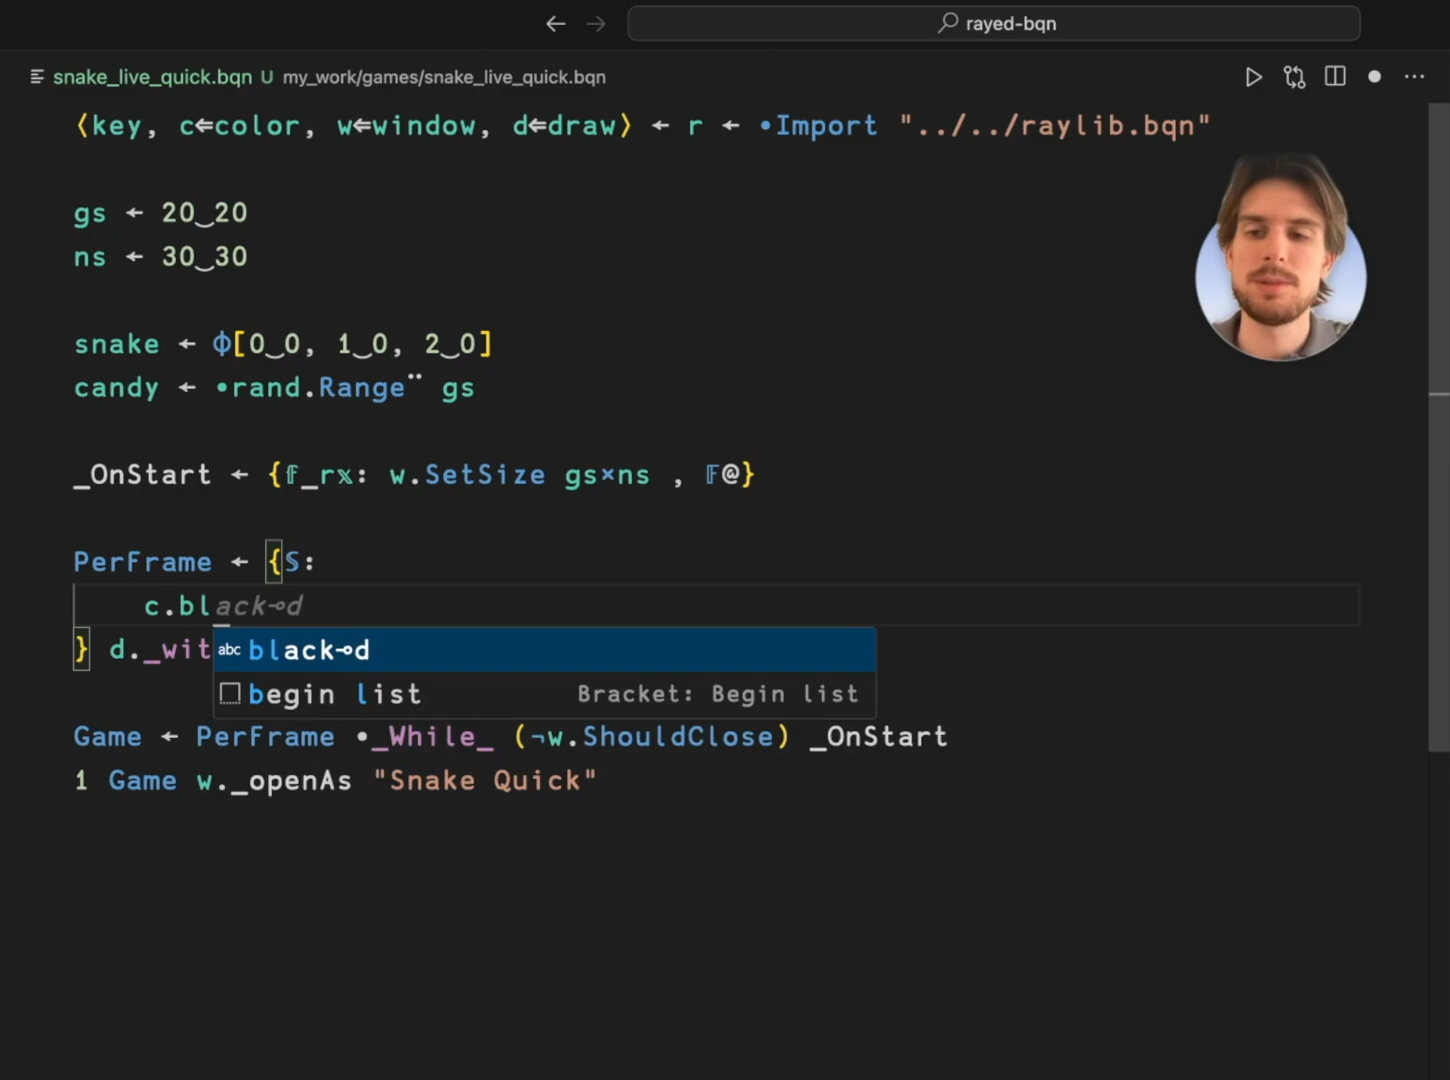 rayed-bqn
snake_live_quick.bqn U my_work/games/snake_live_quick.bqn
⟨key, c⇐color, w⇐window, d⇐draw⟩ ← r ← •Import "../../raylib.bqn"
gs ← 20‿20
ns ← 30‿30
snake ← ⌽[0‿0, 1‿0, 2‿0]
candy ← •rand.Range¨ gs
_OnStart ← {𝕗_r𝕩: w.SetSize gs×ns , 𝔽@}
PerFrame ← {𝕊:
c.black⊸d
} d._wit
abc black⊸d
begin list Bracket: Begin list
Game ← PerFrame •_While_ (¬w.ShouldClose) _OnStart
1 Game w._openAs "Snake Quick"